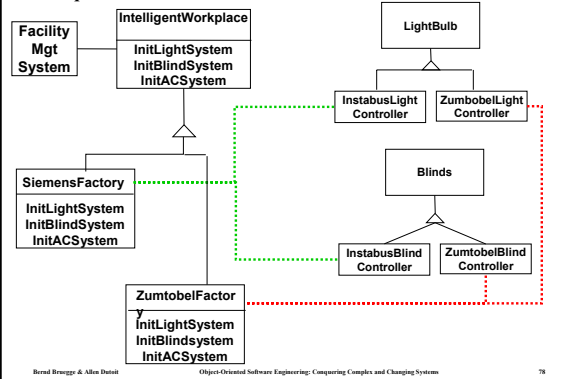 IntelligentWorkplace
InitLightSystem
InitBlindSystem
InitACSystem
Facility
Mgt
System
LightBulb
InstabusLight
Controller
ZumbobelLight
Controller
SiemensFactory
InitLightSystem
InitBlindSystem
InitACSystem
Blinds
InstabusBlind
Controller
ZumtobelBlind
Controller
ZumtobelFactor
y
InitLightSystem
InitBlindsystem
InitACSystem
Bernd Bruegge & Allen Dutoit Object-Oriented Software Engineering: Conquering Complex and Changing Systems 78